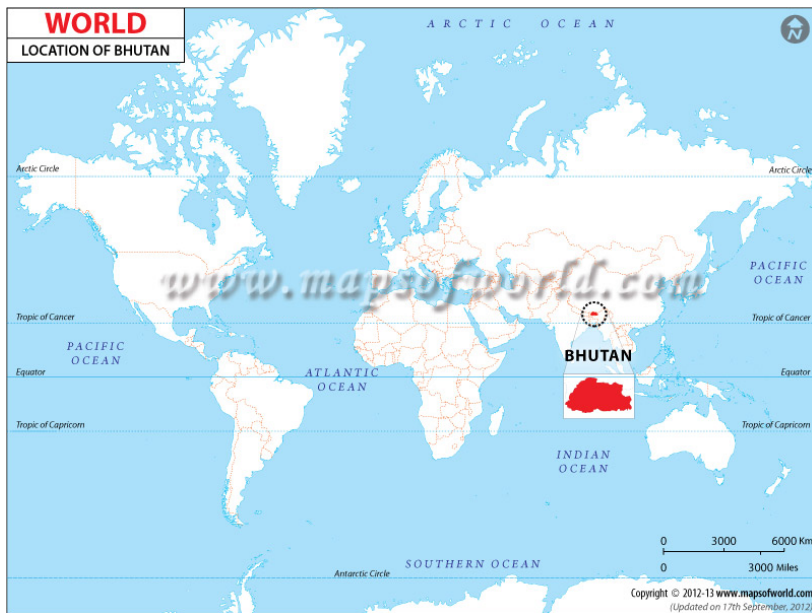 WORLD
LOCATION OF BHUTAN
ARCTIC OCEAN
N
Arctic Circle
Arctic Circle
www.mapsofworld.com
PACIFIC
OCEAN
Tropic of Cancer
Tropic of Cancer
PACIFIC
OCEAN
BHUTAN
Equator
Equator
ATLANTIC
OCEAN
Tropic of Capricorn
Tropic of Capricorn
INDIAN
OCEAN
0 3000 6000 Km
0 3000 Miles
SOUTHERN OCEAN
Antarctic Circle
Copyright © 2012-13 www.mapsofworld.com
(Updated on 17th September, 2012)